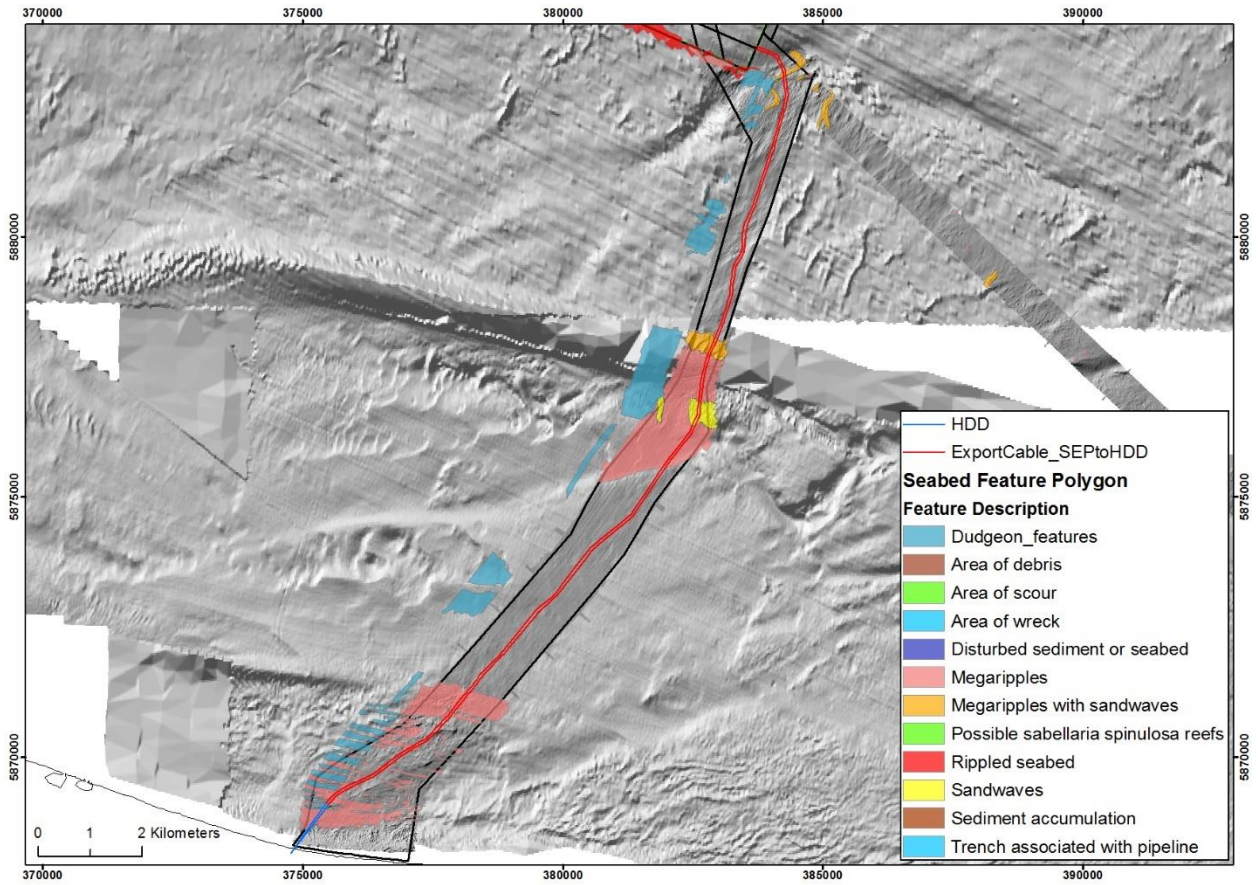 370000 375000 380000 385000 390000
5880000 5880000
5875000 5875000
5870000 5870000
HDD
ExportCable_SEPtoHDD
Seabed Feature Polygon
Feature Description
Dudgeon_features
Area of debris
Area of scour
Area of wreck
Disturbed sediment or seabed
Megaripples
Megaripples with sandwaves
Possible sabellaria spinulosa reefs
Rippled seabed
Sandwaves
Sediment accumulation
Trench associated with pipeline
0 1 2 Kilometers
370000 375000 380000 385000 390000